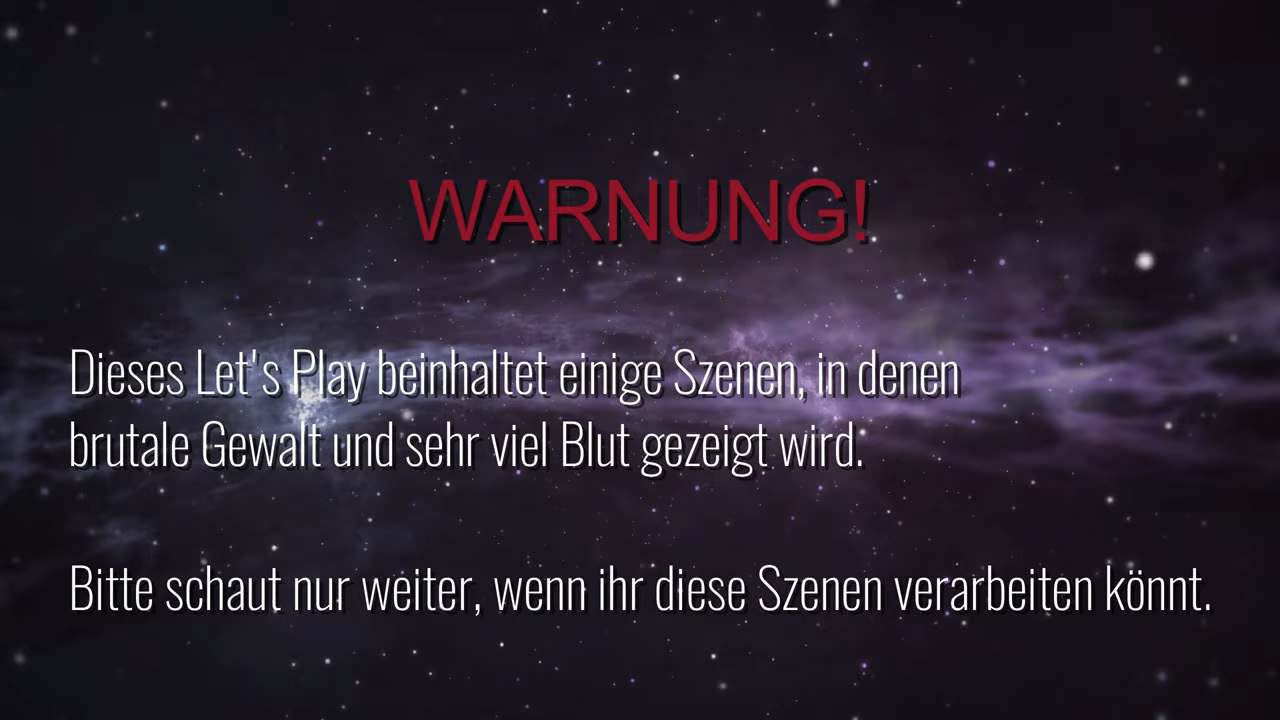 WARNUNG!
Dieses Let's Play beinhaltet einige Szenen, in denen
brutale Gewalt und sehr viel Blut gezeigt wird.
Bitte schaut nur weiter, wenn ihr diese Szenen verarbeiten könnt.